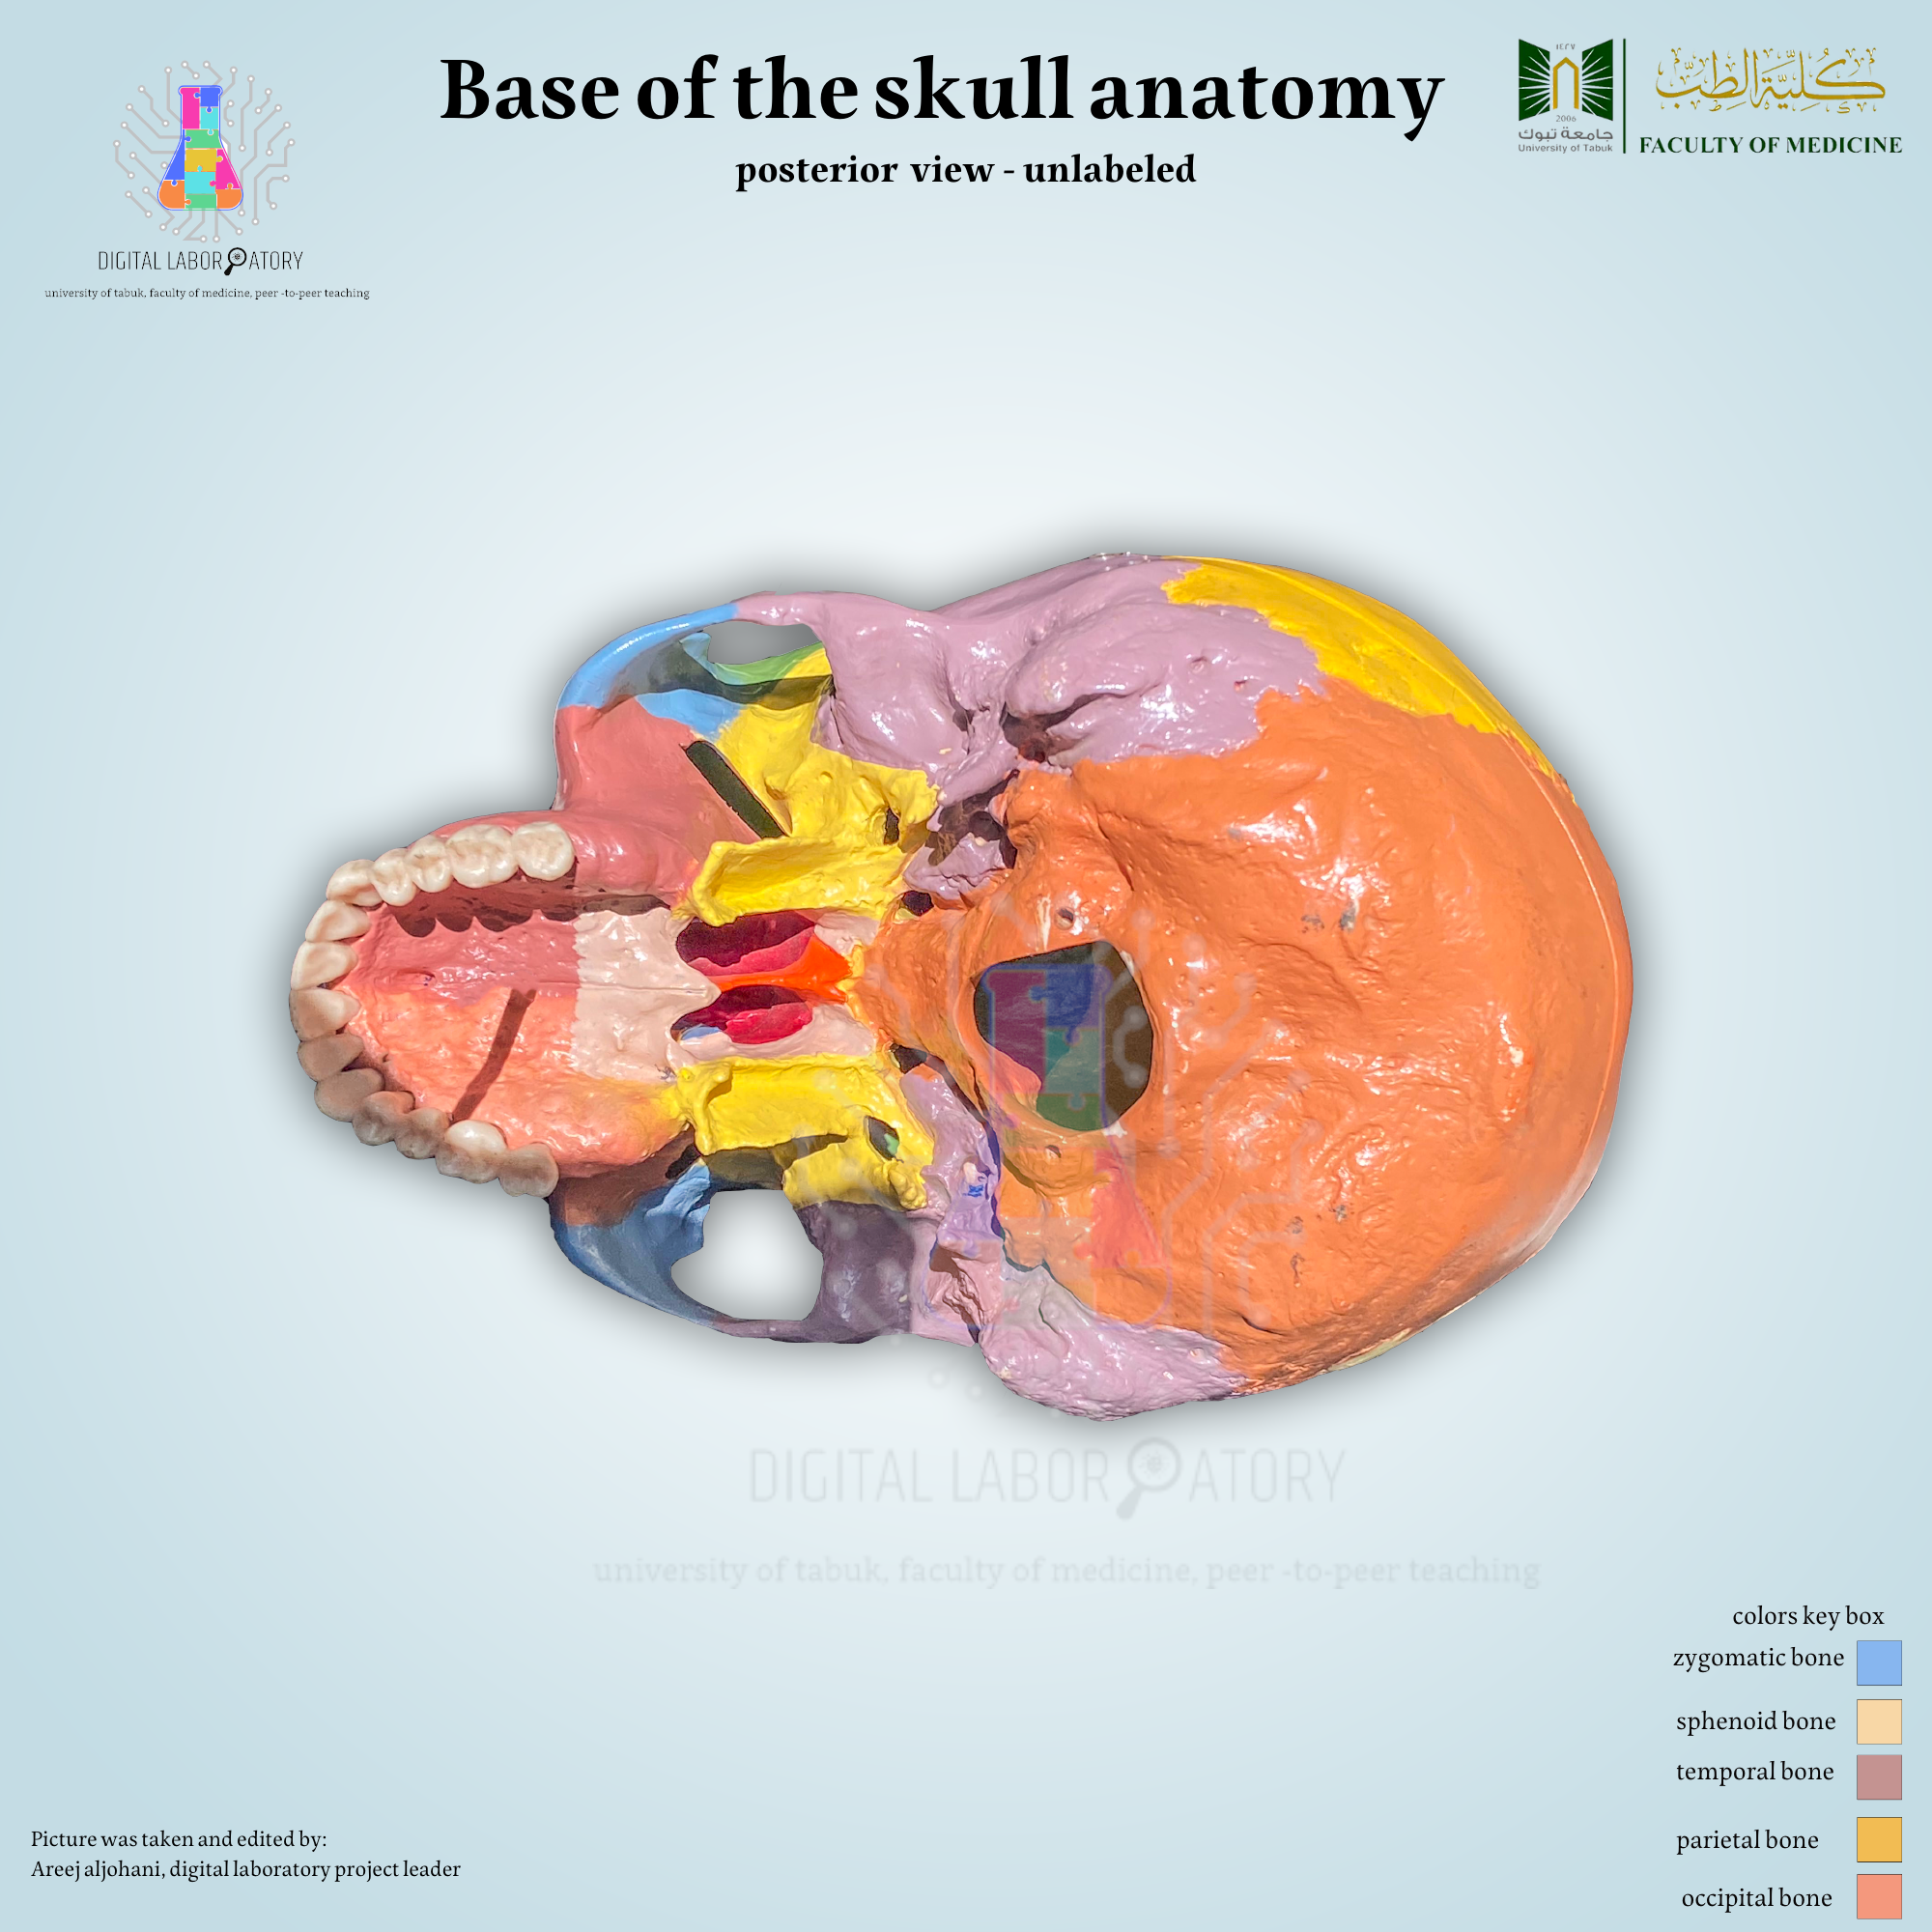 Base of the skull anatomy
posterior view - unlabeled
DIGITAL LABORATORY
university of tabuk, faculty of medicine, peer -to-peer teaching
١٤٢٧
2006
جامعة تبوك
University of Tabuk
كلية الطب
FACULTY OF MEDICINE
DIGITAL LABORATORY
university of tabuk, faculty of medicine, peer -to-peer teaching
colors key box
zygomatic bone
sphenoid bone
temporal bone
parietal bone
occipital bone
Picture was taken and edited by:
Areej aljohani, digital laboratory project leader